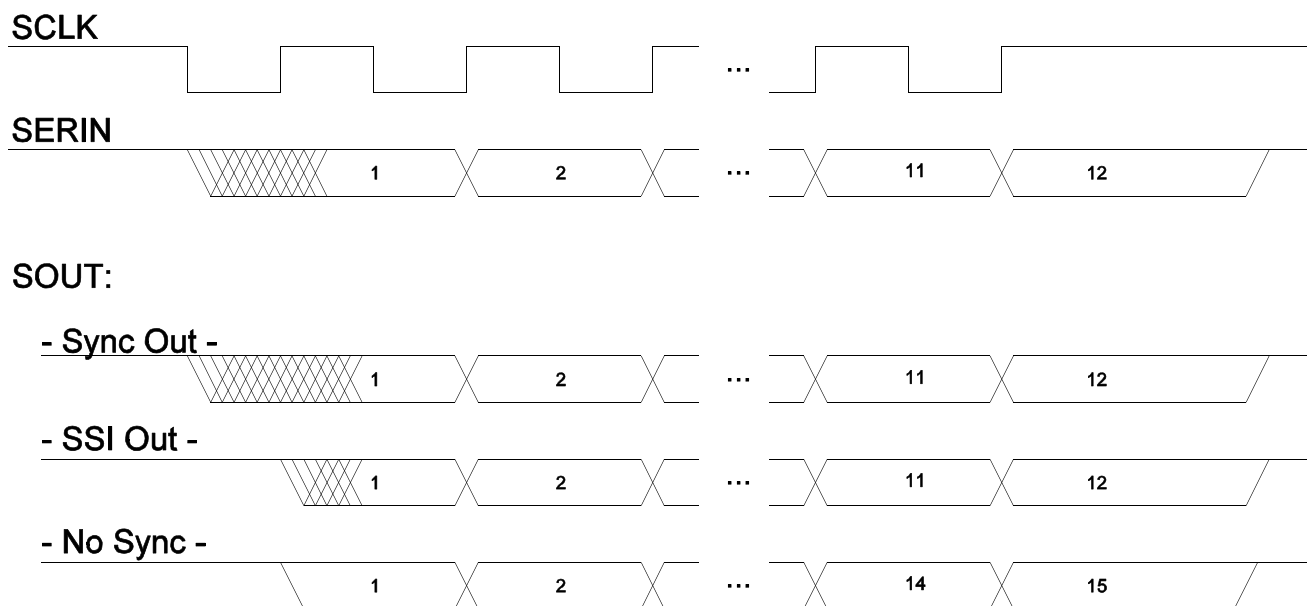 SCLK
...
SERIN
1 2 ... 11 12
SOUT:
- Sync Out -
1 2 ... 11 12
- SSI Out -
1 2 ... 11 12
- No Sync -
1 2 ... 14 15